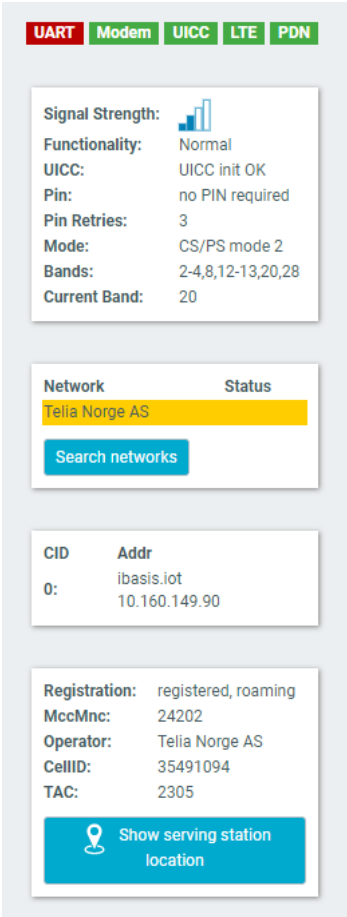 UART Modem UICC LTE PDN
Signal Strength:
Functionality: Normal
UICC: UICC init OK
Pin: no PIN required
Pin Retries: 3
Mode: CS/PS mode 2
Bands: 2-4,8,12-13,20,28
Current Band: 20
Network Status
Telia Norge AS
Search networks
CID Addr
0: ibasis.iot
10.160.149.90
Registration: registered, roaming
MccMnc: 24202
Operator: Telia Norge AS
CellID: 35491094
TAC: 2305
Show serving station
location